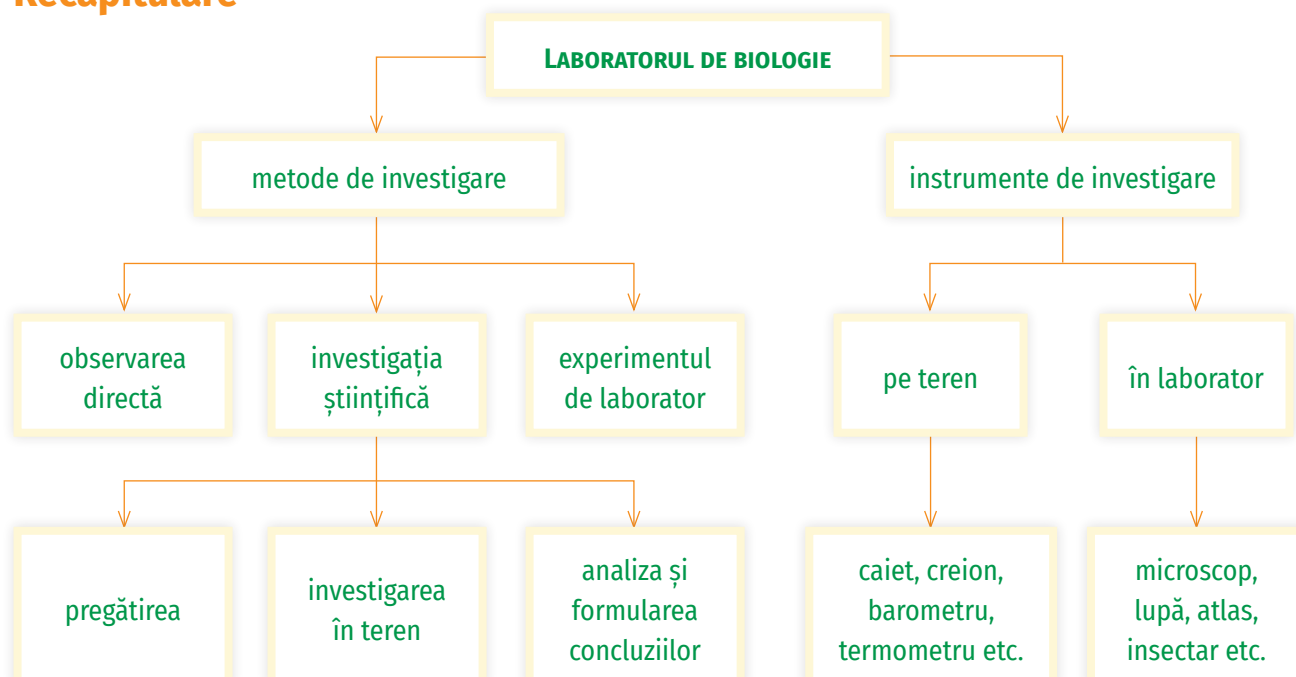 Recapitulare
LABORATORUL DE BIOLOGIE
metode de investigare
instrumente de investigare
observarea
directă
investigația
științifică
experimentul
de laborator
pe teren
în laborator
pregătirea
investigarea
în teren
analiza și
formularea
concluziilor
caiet, creion,
barometru,
termometru etc.
microscop,
lupă, atlas,
insectar etc.